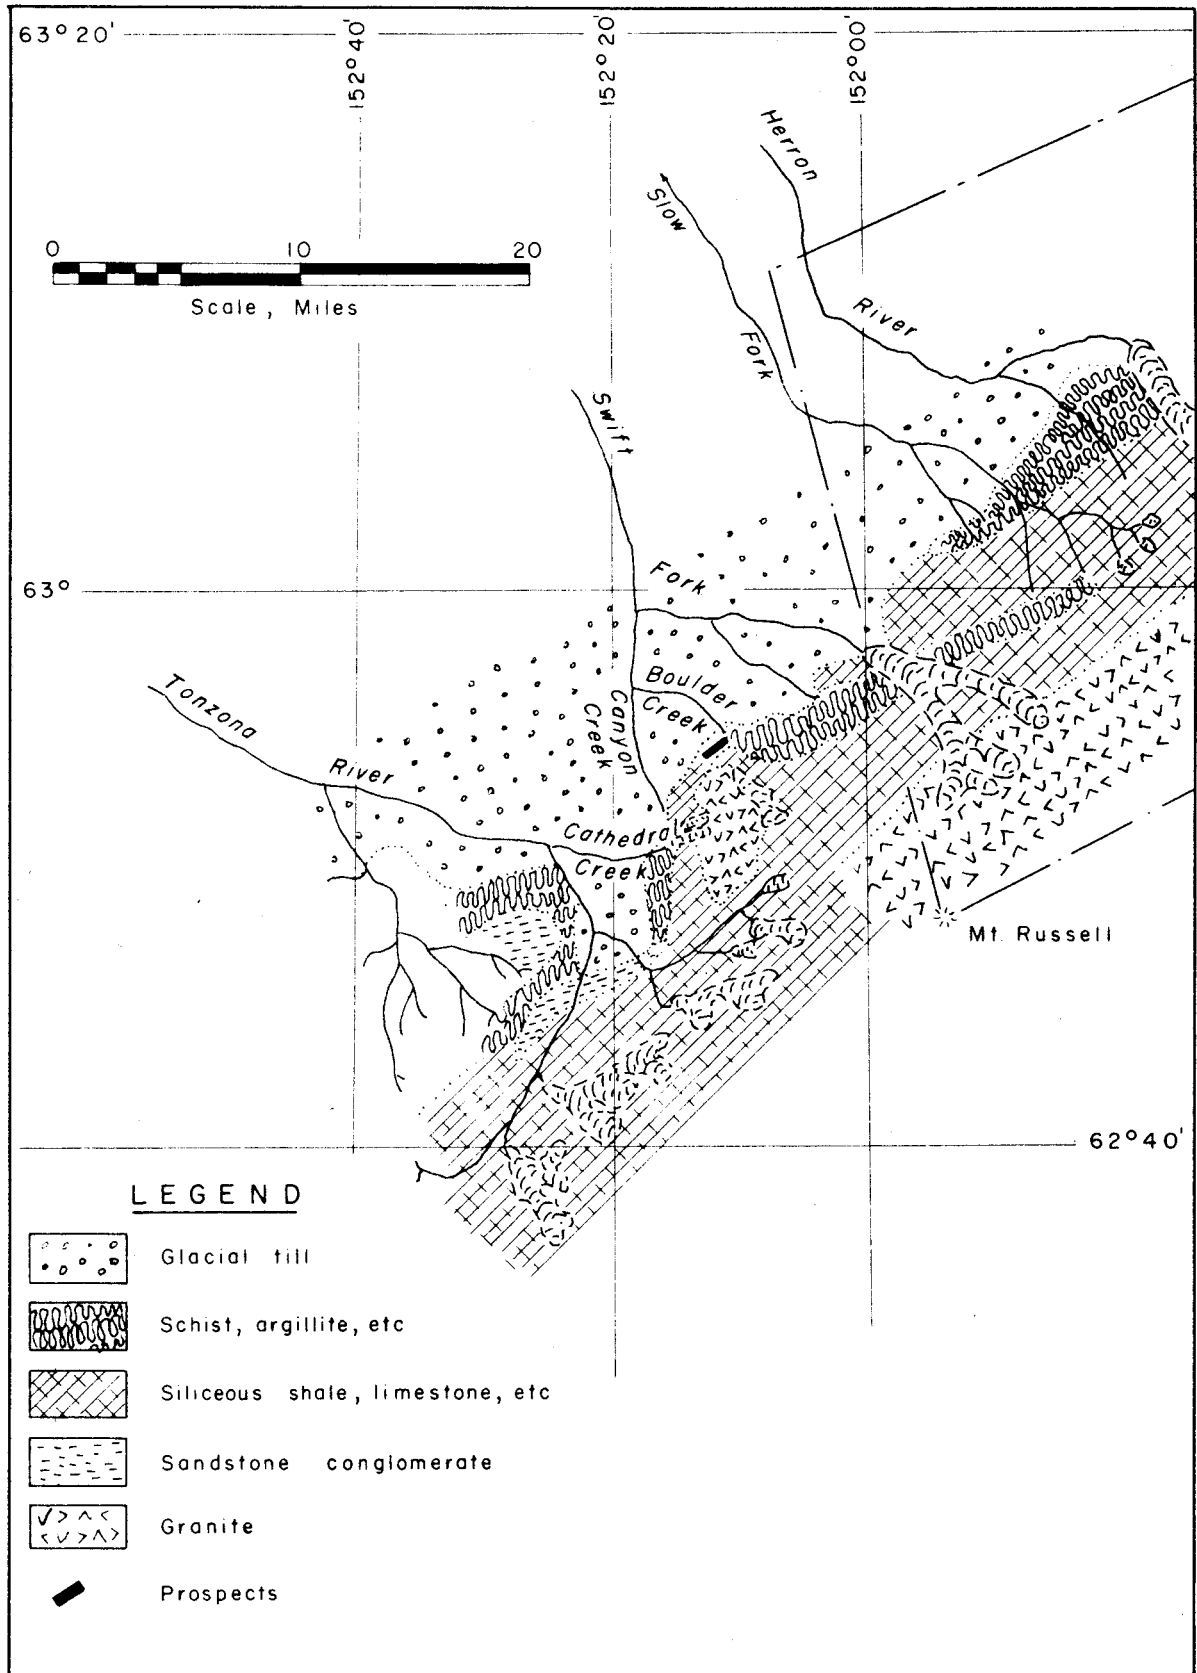 63° 20'
152° 40'
152° 20'
152° 00'
Herron
River
Slow
Fork
0 10 20
Scale, Miles
Swift
Fork
63°
Boulder
Creek
Canyon
Creek
Tonzona
River
Cathedral
Creek
Mt. Russell
62° 40'
LEGEND
Glacial till
Schist, argillite, etc
Siliceous shale, limestone, etc
Sandstone conglomerate
Granite
Prospects